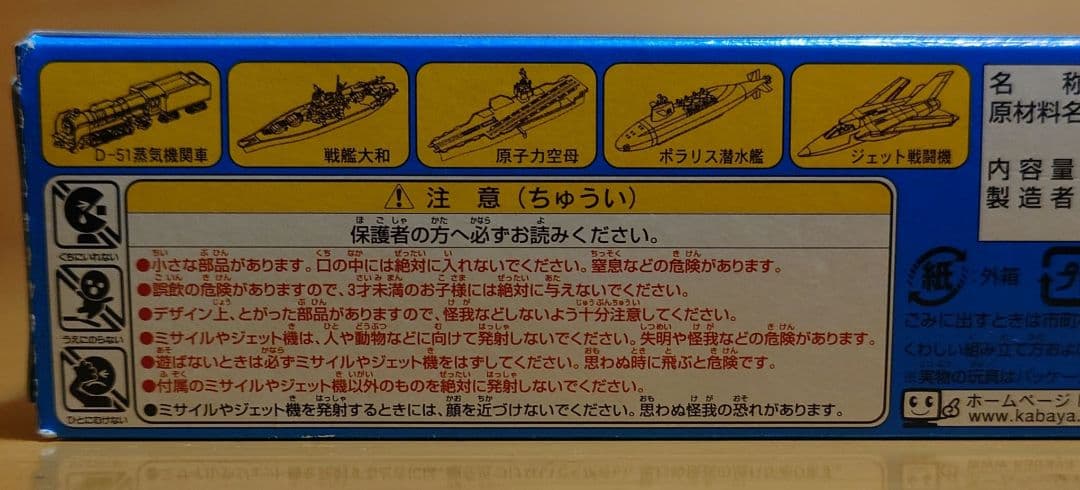 D-51蒸気機関車
戦艦大和
原子力空母
ポラリス潜水艦
ジェット戦闘機
名 称
原材料名
内容量
製造者
くちにいれない
うえにのらない
ひとにむけない
注 意（ちゅうい）
保護者の方へ必ずお読みください。
●小さな部品があります。口の中には絶対に入れないでください。窒息などの危険があります。
●誤飲の危険がありますので、3才未満のお子様には絶対に与えないでください。
●デザイン上、とがった部品がありますので、怪我などしないよう十分注意してください。
●ミサイルやジェット機は、人や動物などに向けて発射しないでください。失明や怪我などの危険があります。
●遊ばないときは必ずミサイルやジェット機をはずしてください。思わぬ時に飛ぶと危険です。
●付属のミサイルやジェット機以外のものを絶対に発射しないでください。
●ミサイルやジェット機を発射するときには、顔を近づけないでください。思わぬ怪我の恐れがあります。
紙：外箱
プ
ごみに出すときは市町
くわしい組み立て方およ
※実物の玩具はパッケー
ホームページ
www.kabaya.